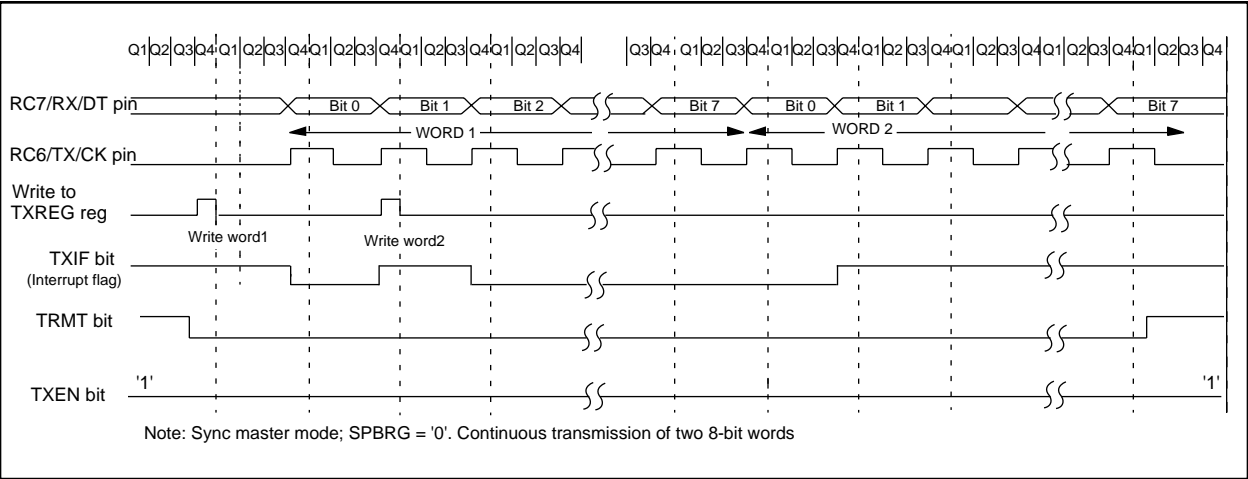 Q1 Q2 Q3 Q4 Q1 Q2 Q3 Q4 Q1 Q2 Q3 Q4 Q1 Q2 Q3 Q4 Q1 Q2 Q3 Q4 Q3 Q4 Q1 Q2 Q3 Q4 Q1 Q2 Q3 Q4 Q1 Q2 Q3 Q4 Q1 Q2 Q3 Q4 Q1 Q2 Q3 Q4 Q1 Q2 Q3 Q4
RC7/RX/DT pin Bit 0 Bit 1 Bit 2 Bit 7 Bit 0 Bit 1 Bit 7
WORD 1 WORD 2
RC6/TX/CK pin
Write to
TXREG reg
Write word1 Write word2
TXIF bit
(Interrupt flag)
TRMT bit
'1' '1'
TXEN bit
Note: Sync master mode; SPBRG = '0'. Continuous transmission of two 8-bit words